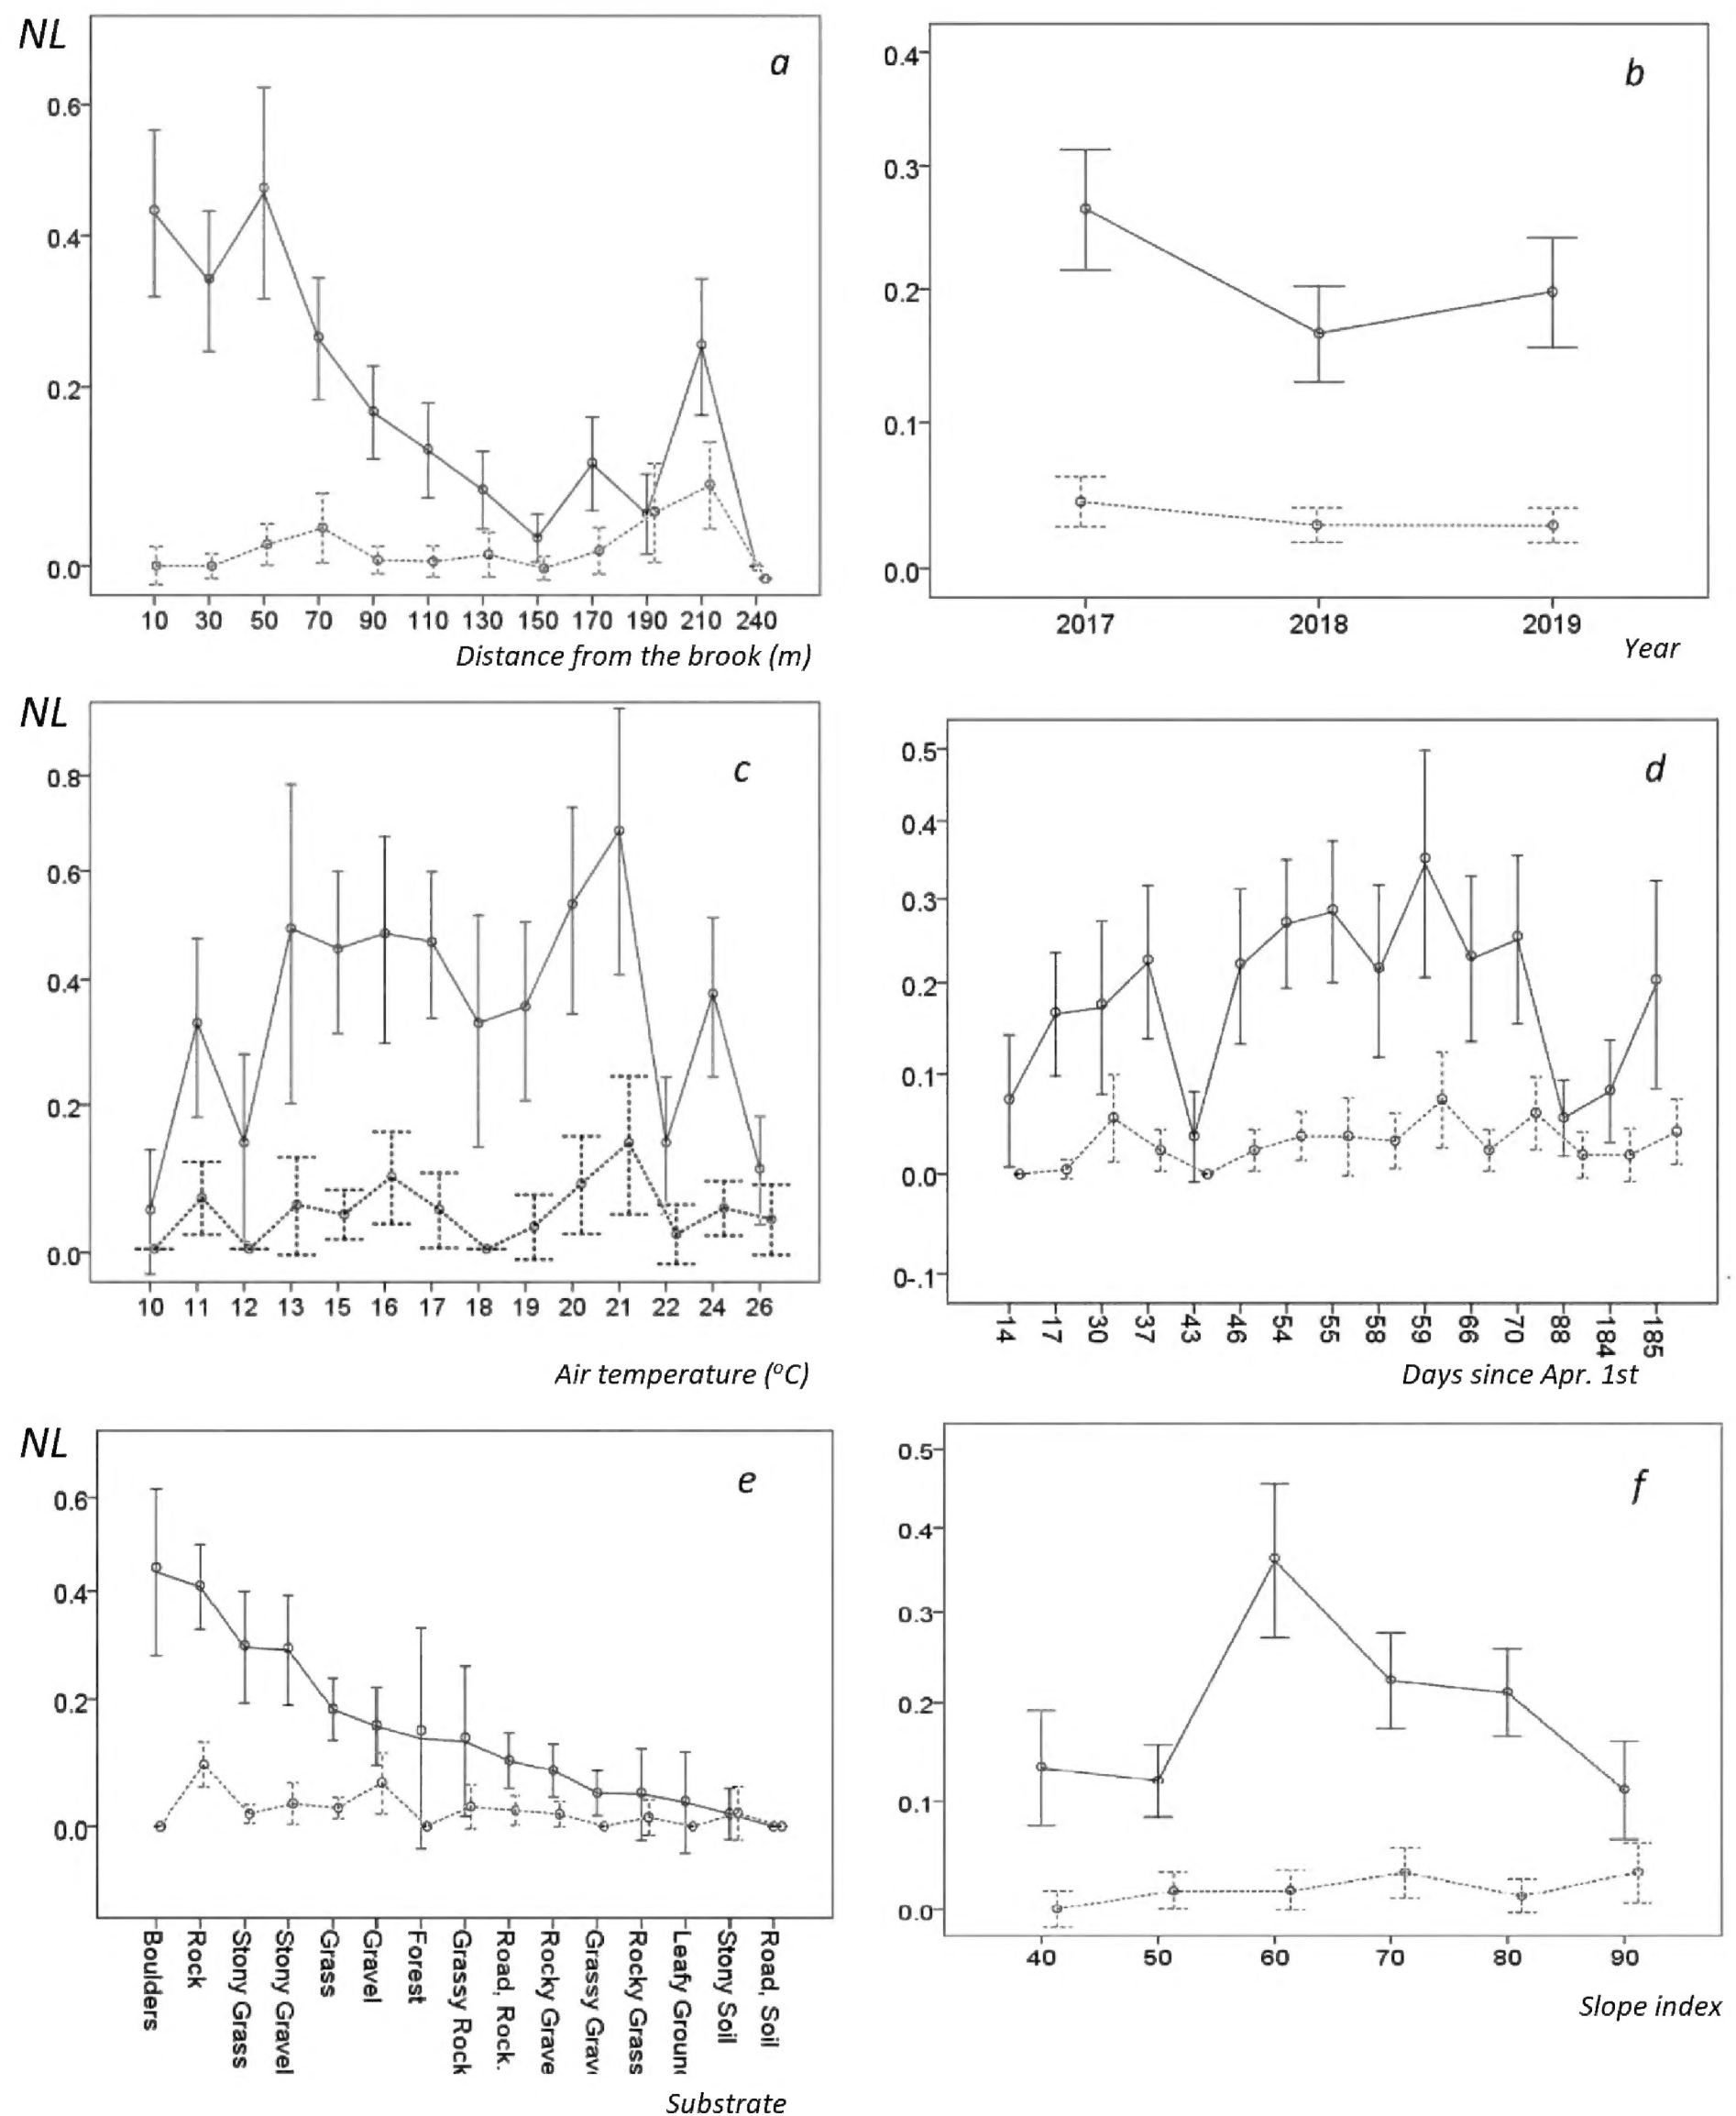 NL
a
0.6
0.4
0.2
0.0
10 30 50 70 90 110 130 150 170 190 210 240
Distance from the brook (m)
b
0.4
0.3
0.2
0.1
0.0
2017 2018 2019
Year
NL
c
0.8
0.6
0.4
0.2
0.0
10 11 12 13 15 16 17 18 19 20 21 22 24 26
Air temperature (°C)
d
0.5
0.4
0.3
0.2
0.1
0.0
0-.1
14 17 30 37 43 46 54 55 58 59 66 70 88 184 185
Days since Apr. 1st
NL
e
0.6
0.4
0.2
0.0
Boulders
Rock
Stony Grass
Stony Gravel
Grass
Gravel
Forest
Grassy Rock
Road, Rock.
Rocky Grave
Grassy Grav
Rocky Grass
Leafy Groun
Stony Soil
Road, Soil
Substrate
f
0.5
0.4
0.3
0.2
0.1
0.0
40 50 60 70 80 90
Slope index